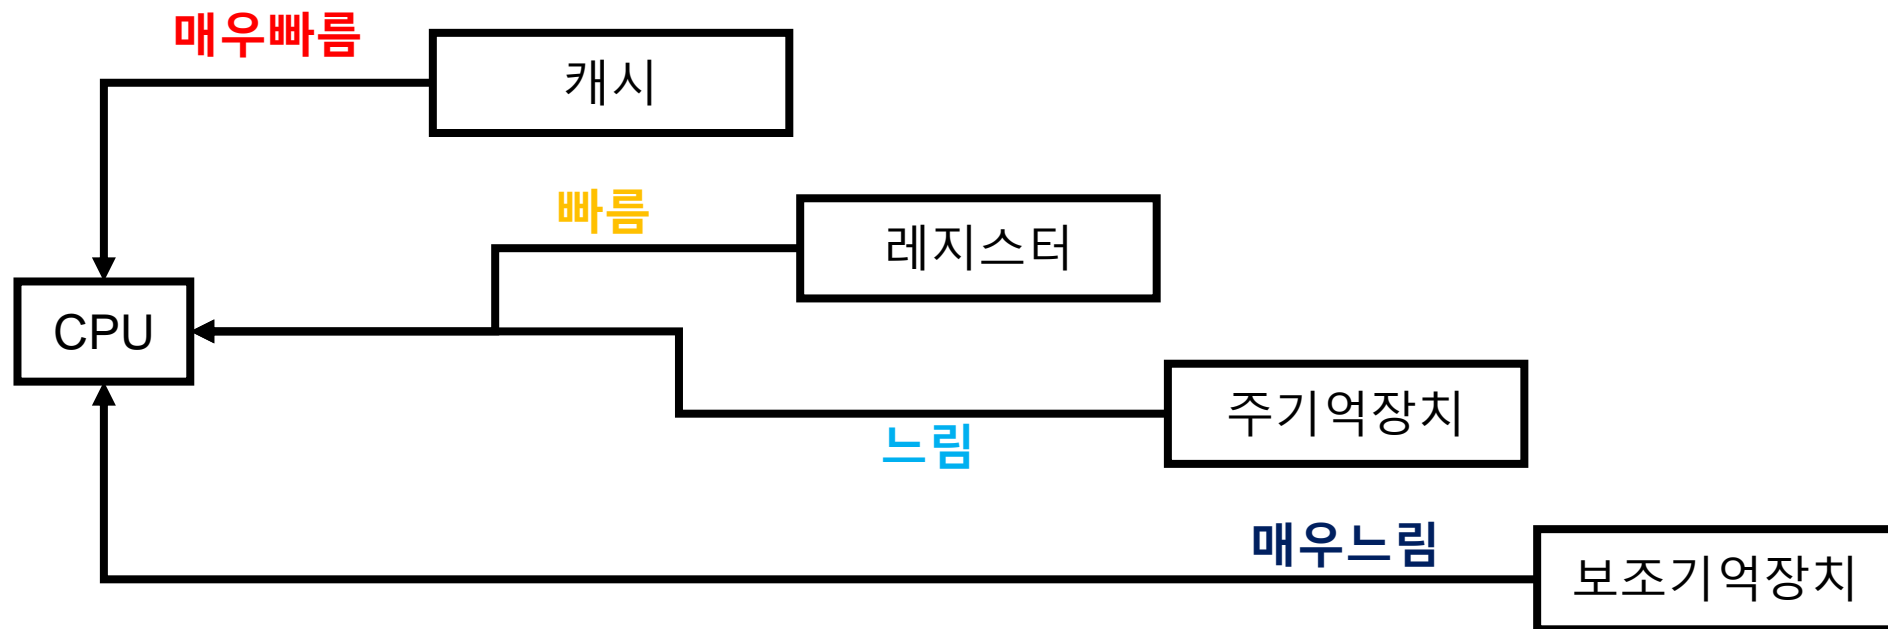 매우빠름
캐시
빠름
레지스터
CPU
주기억장치
느림
매우느림
보조기억장치